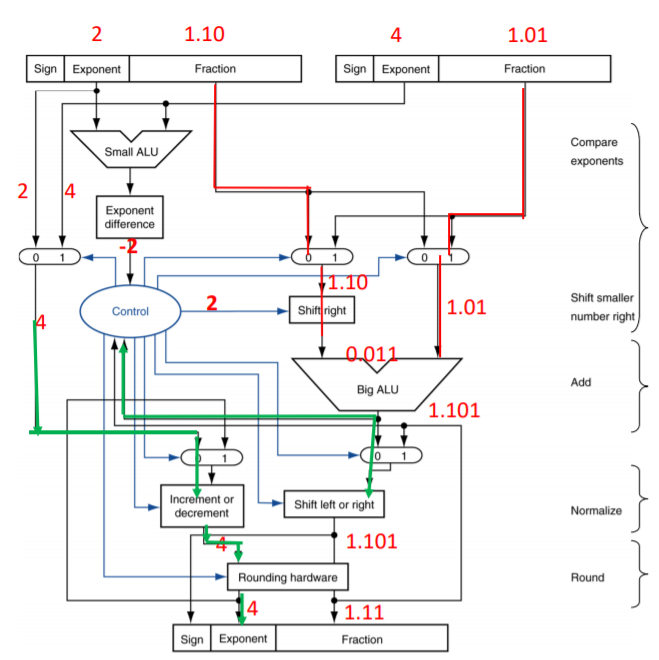 2 1.10 4 1.01
Sign Exponent Fraction Sign Exponent Fraction
Compare
exponents
Small ALU
2 4
Exponent
difference
-2
0 1 0 1 0 1
1.10
Control 2 Shift right 1.01
Shift smaller
number right
4
0.011
Big ALU
Add
1.101
0 1 0 1
Increment or
decrement
Shift left or right
Normalize
4 1.101
Rounding hardware
Round
4 1.11
Sign Exponent Fraction